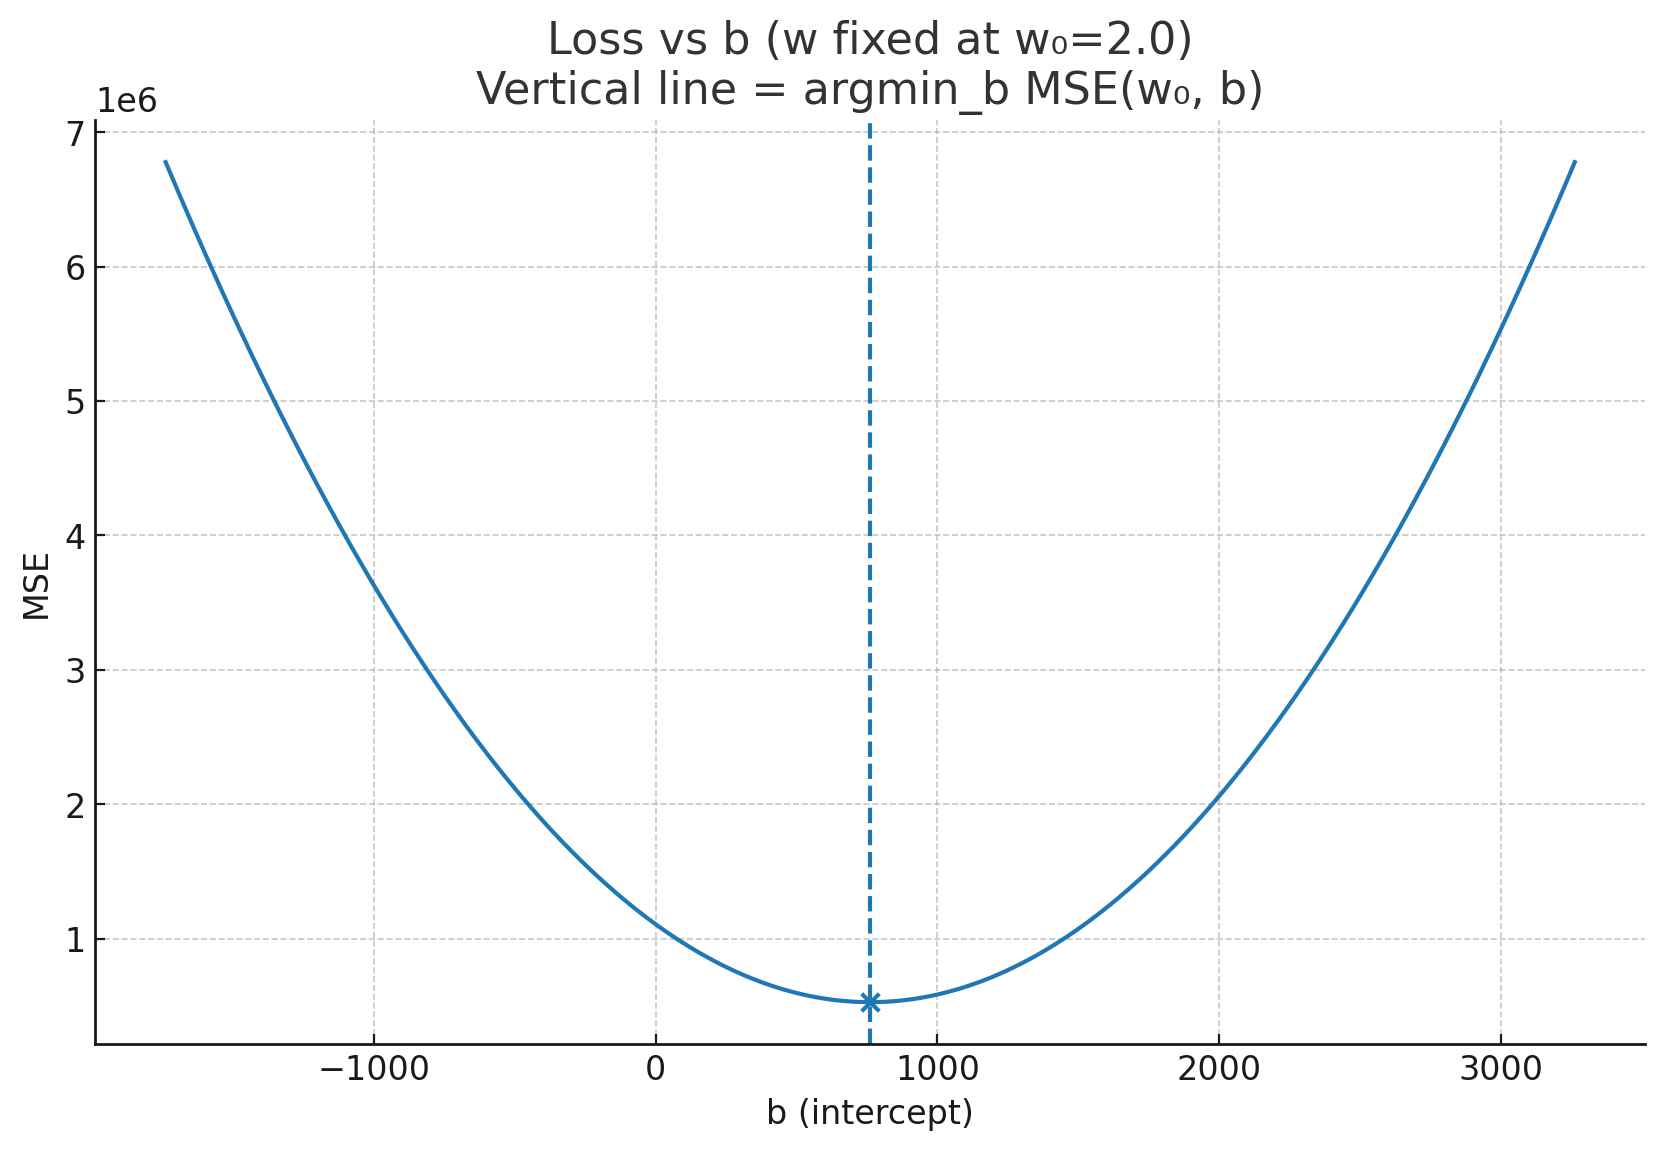 Loss vs b (w fixed at w₀=2.0)
Vertical line = argmin_b MSE(w₀, b)
1e6
7
6
5
4
3
2
1
MSE
−1000
0
1000
2000
3000
b (intercept)